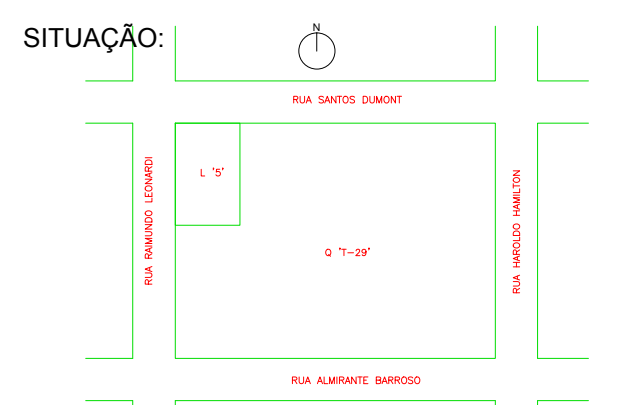 SITUAÇÃO:
N
RUA SANTOS DUMONT
L '5'
RUA RAIMUNDO LEONARDI
RUA HAROLDO HAMILTON
Q 'T-29'
RUA ALMIRANTE BARROSO